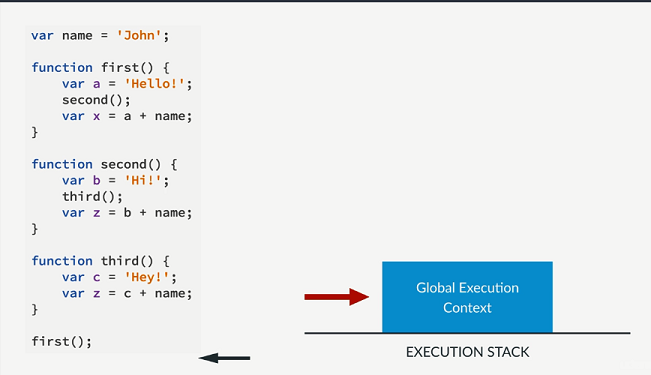 var name = 'John';
function first() {
    var a = 'Hello!';
    second();
    var x = a + name;
}
function second() {
    var b = 'Hi!';
    third();
    var z = b + name;
}
function third() {
    var c = 'Hey!';
    var z = c + name;
}
first();
Global Execution
Context
EXECUTION STACK